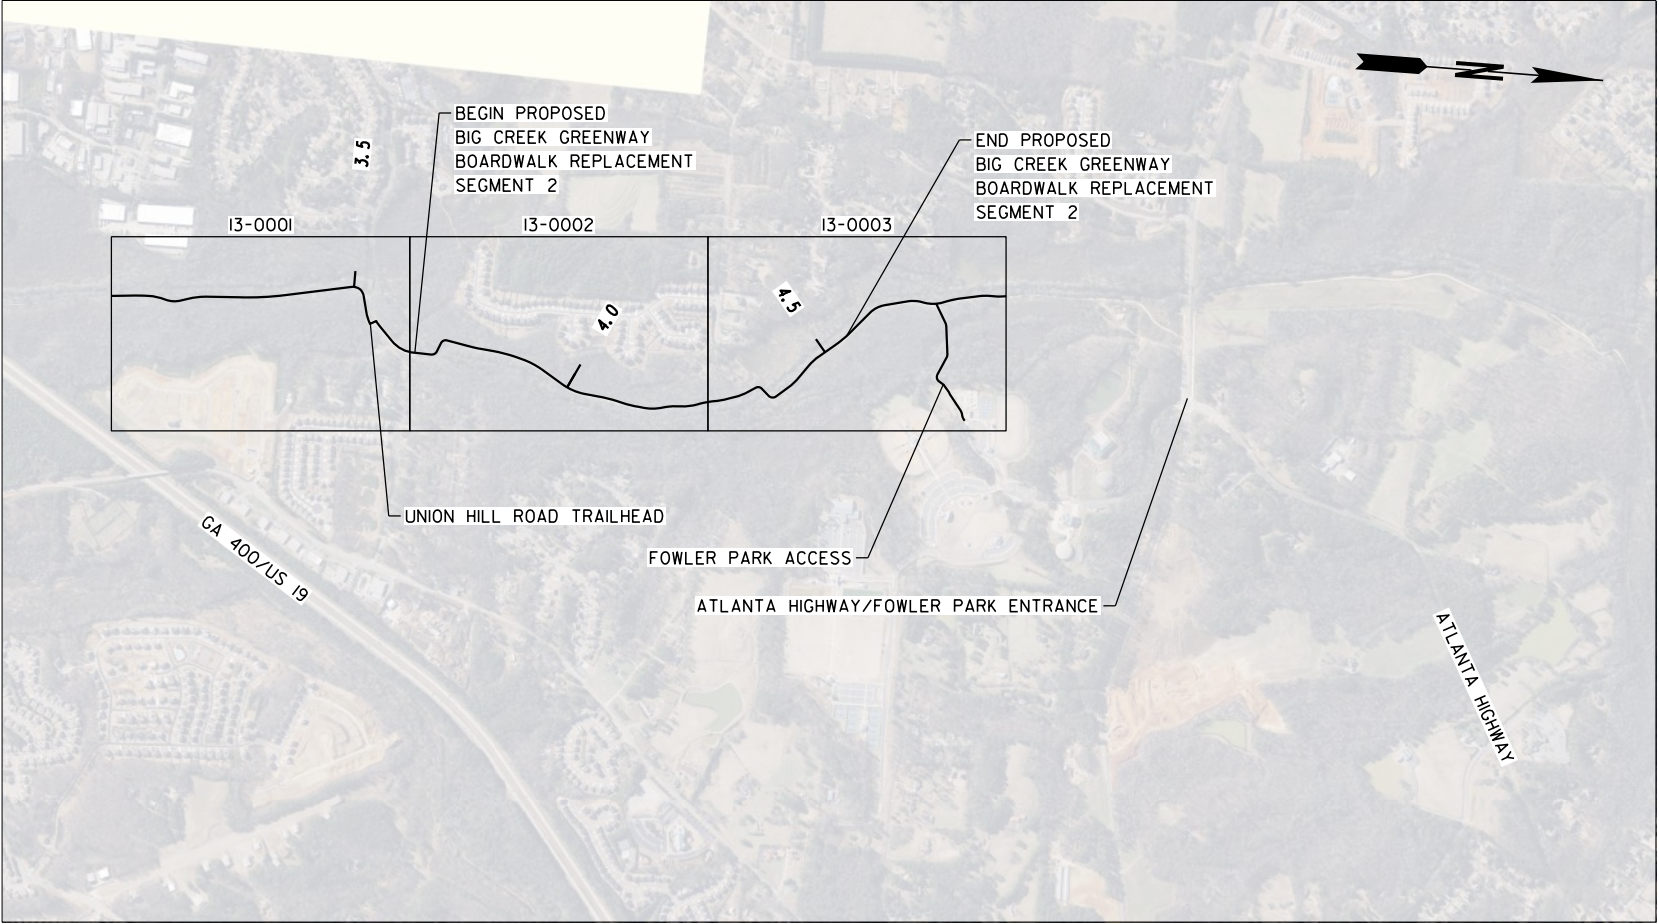 N
BEGIN PROPOSED
BIG CREEK GREENWAY
BOARDWALK REPLACEMENT
SEGMENT 2
3.5
END PROPOSED
BIG CREEK GREENWAY
BOARDWALK REPLACEMENT
SEGMENT 2
13-0001
13-0002
13-0003
4.0
4.5
UNION HILL ROAD TRAILHEAD
GA 400/US 19
FOWLER PARK ACCESS
ATLANTA HIGHWAY/FOWLER PARK ENTRANCE
ATLANTA HIGHWAY